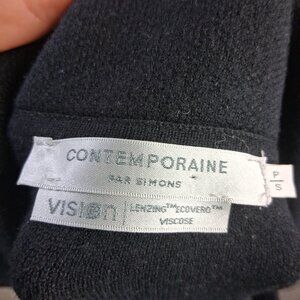 CONTEMPORAINE
PAR SIMONS
P
S
VISION
LENZING™ ECOVERO™
VISCOSE